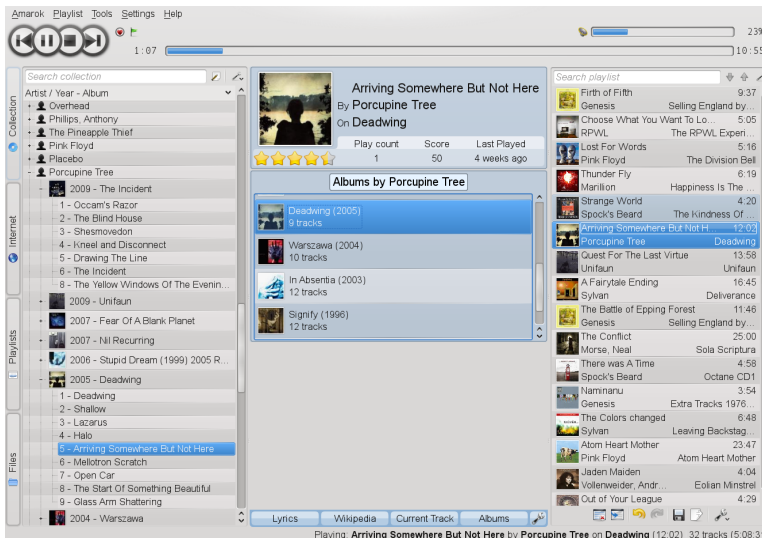 Amarok Playlist Tools Settings Help
239
1:07
10:55
Search collection
Artist / Year - Album
Overhead
Phillips, Anthony
The Pineapple Thief
Pink Floyd
Placebo
Porcupine Tree
2009 - The Incident
1 - Occam's Razor
2 - The Blind House
3 - Shesmovedon
4 - Kneel and Disconnect
5 - Drawing The Line
6 - The Incident
8 - The Yellow Windows Of The Evenin...
2009 - Unifaun
2007 - Fear Of A Blank Planet
2007 - Nil Recurring
2006 - Stupid Dream (1999) 2005 R...
2005 - Deadwing
1 - Deadwing
2 - Shallow
3 - Lazarus
4 - Halo
5 - Arriving Somewhere But Not Here
6 - Mellotron Scratch
7 - Open Car
8 - The Start Of Something Beautiful
9 - Glass Arm Shattering
2004 - Warszawa
Collection
Internet
Playlists
Files
Arriving Somewhere But Not Here
By Porcupine Tree
On Deadwing
Play count Score Last Played
1 50 4 weeks ago
Albums by Porcupine Tree
Deadwing (2005)
9 tracks
Warszawa (2004)
10 tracks
In Absentia (2003)
12 tracks
Signify (1996)
12 tracks
Lyrics Wikipedia Current Track Albums
Search playlist
Firth of Fifth 9:37
Genesis Selling England by...
Choose What You Want To Lo... 5:06
RPWL The RPWL Experi...
Lost For Words 5:16
Pink Floyd The Division Bell
Thunder Fly 6:19
Marillion Happiness Is The ...
Strange World 4:20
Spock's Beard The Kindness Of ...
Arriving Somewhere But Not H... 12:02
Porcupine Tree Deadwing
Quest For The Last Virtue 13:58
Unifaun Unifaun
A Fairytale Ending 16:45
Sylvan Deliverance
The Battle of Epping Forest 11:46
Genesis Selling England by...
The Conflict 25:00
Morse, Neal Sola Scriptura
There was A Time 4:58
Spock's Beard Octane CD1
Naminanu 3:54
Genesis Extra Tracks 1976...
The Colors changed 6:48
Sylvan Leaving Backstag...
Atom Heart Mother 23:47
Pink Floyd Atom Heart Mother
Jaden Maiden 4:04
Vollenweider, Andr... Eolian Minstrel
Out of Your League 4:29
Playing: Arriving Somewhere But Not Here by Porcupine Tree on Deadwing (12:02) 32 tracks (5:08:3